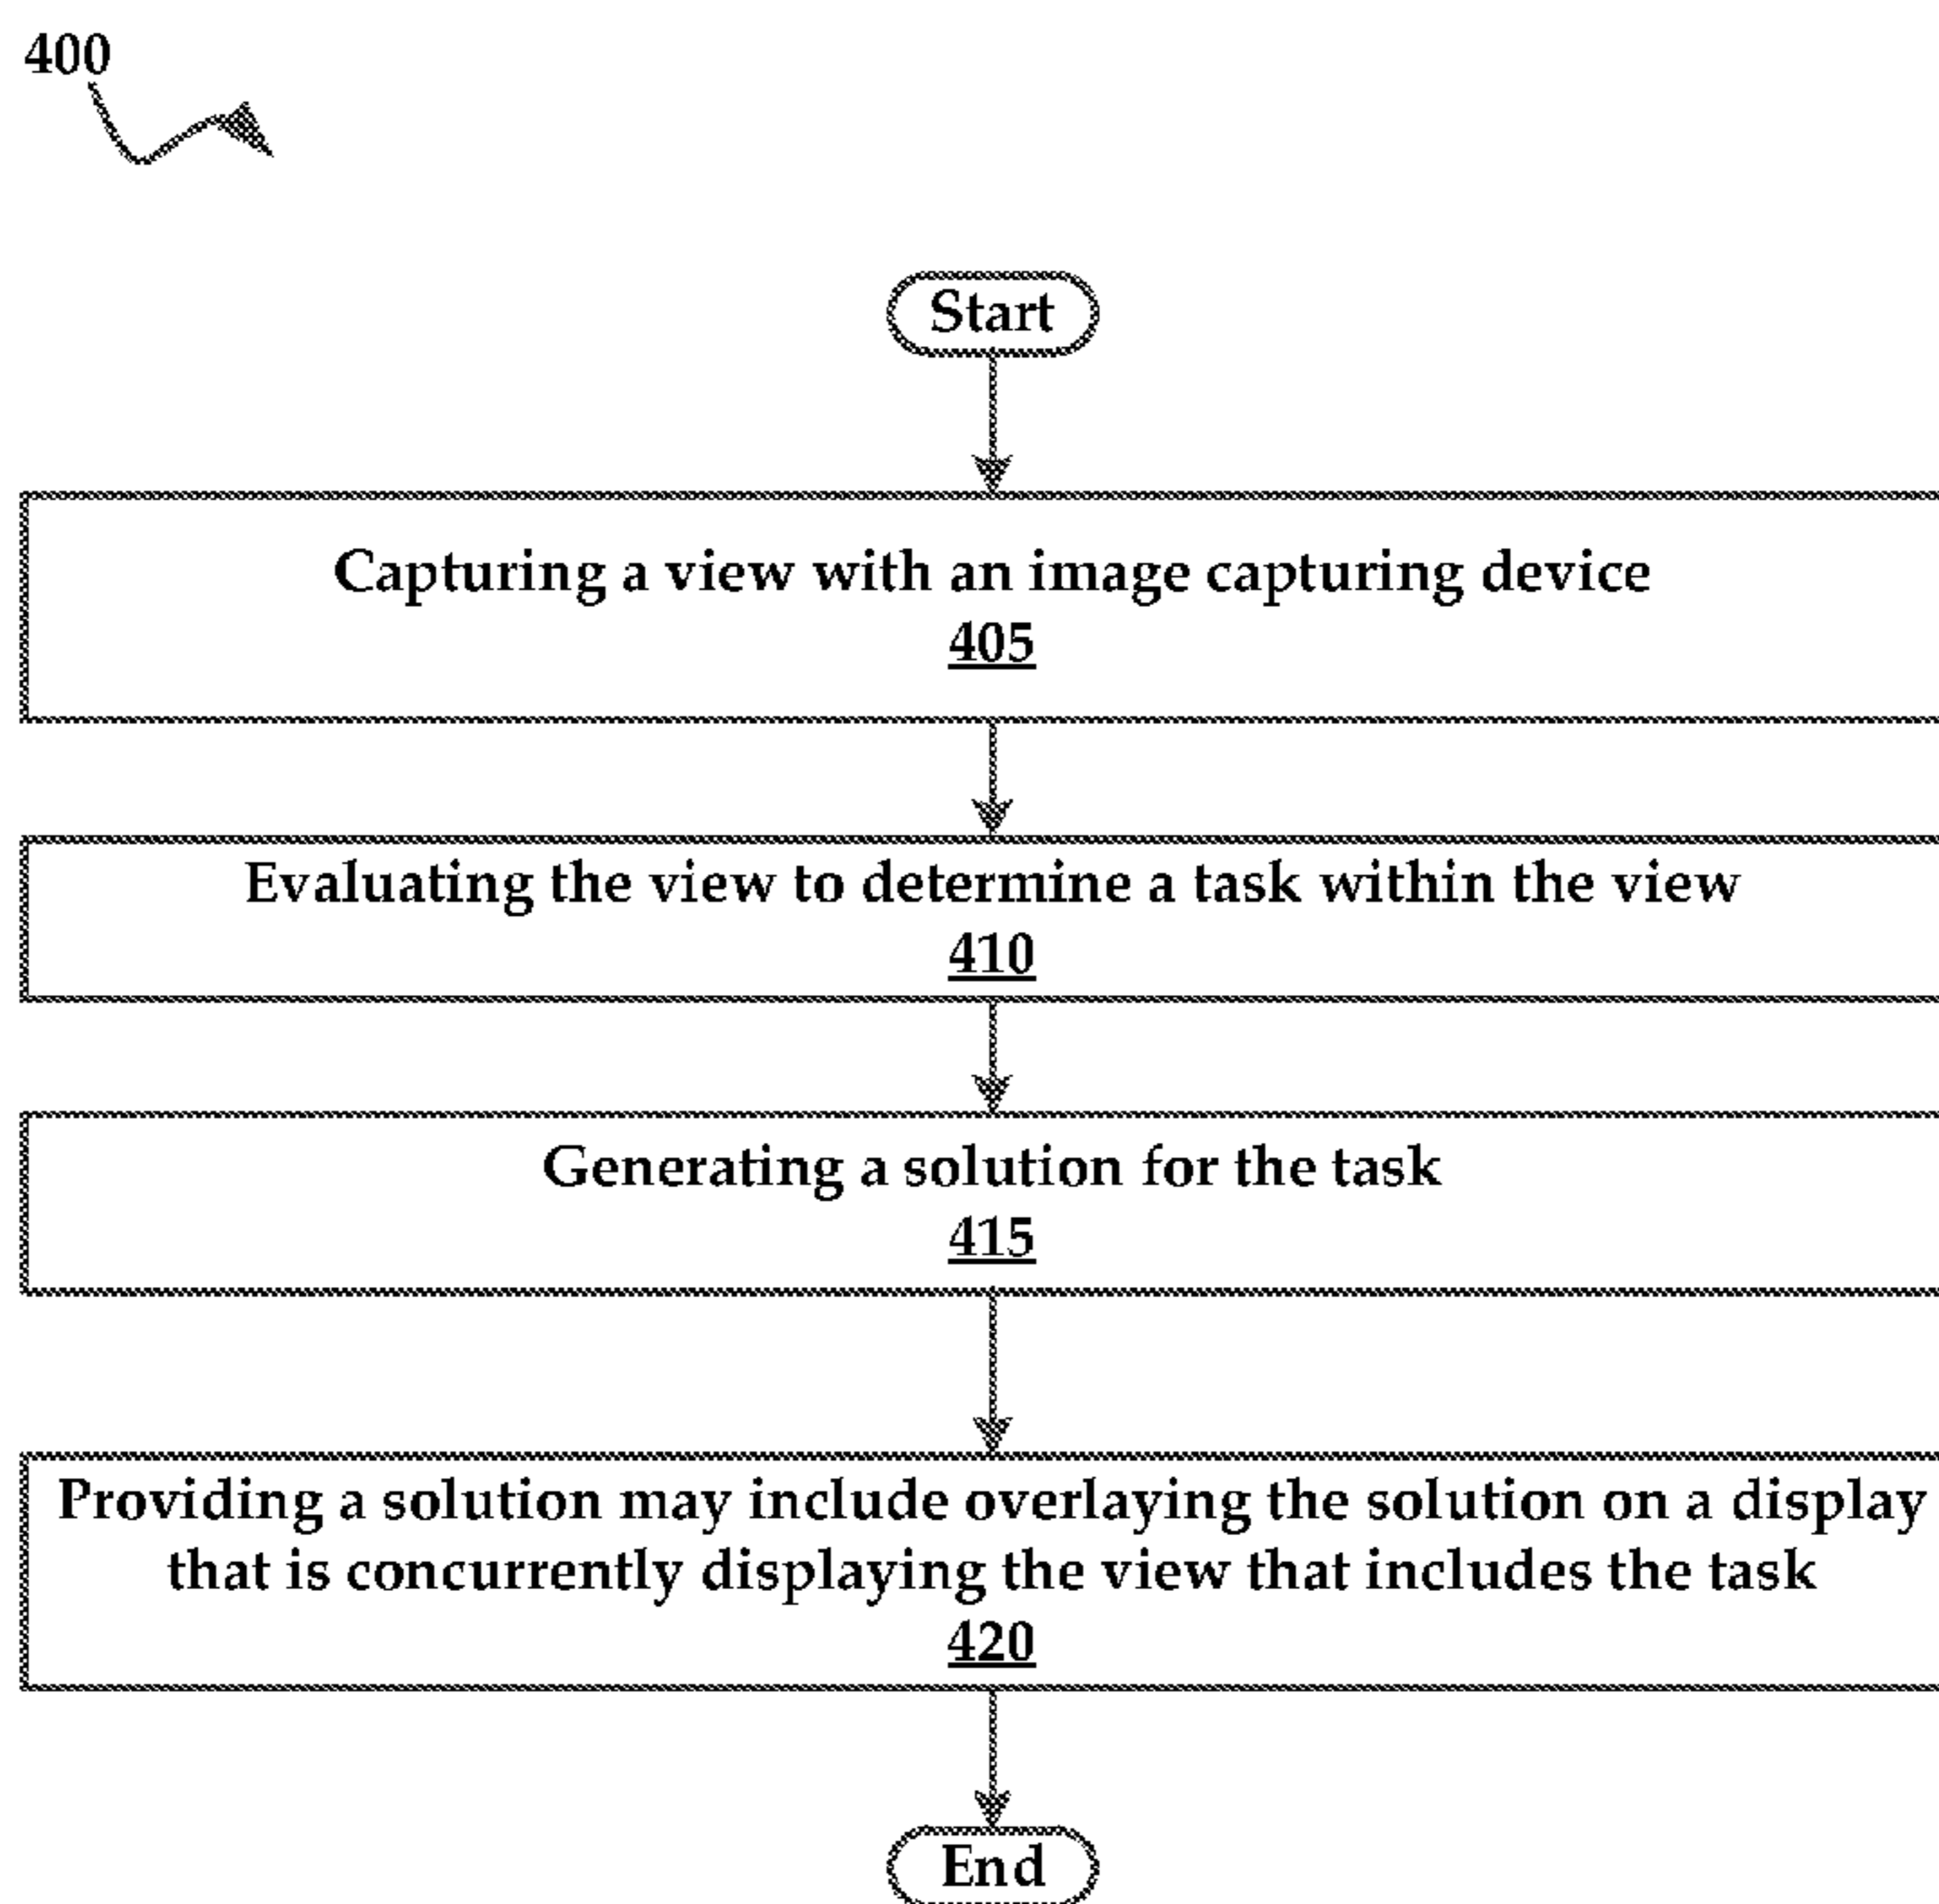 400
Start
Capturing a view with an image capturing device
405
Evaluating the view to determine a task within the view
410
Generating a solution for the task
415
Providing a solution may include overlaying the solution on a display
that is concurrently displaying the view that includes the task
420
End